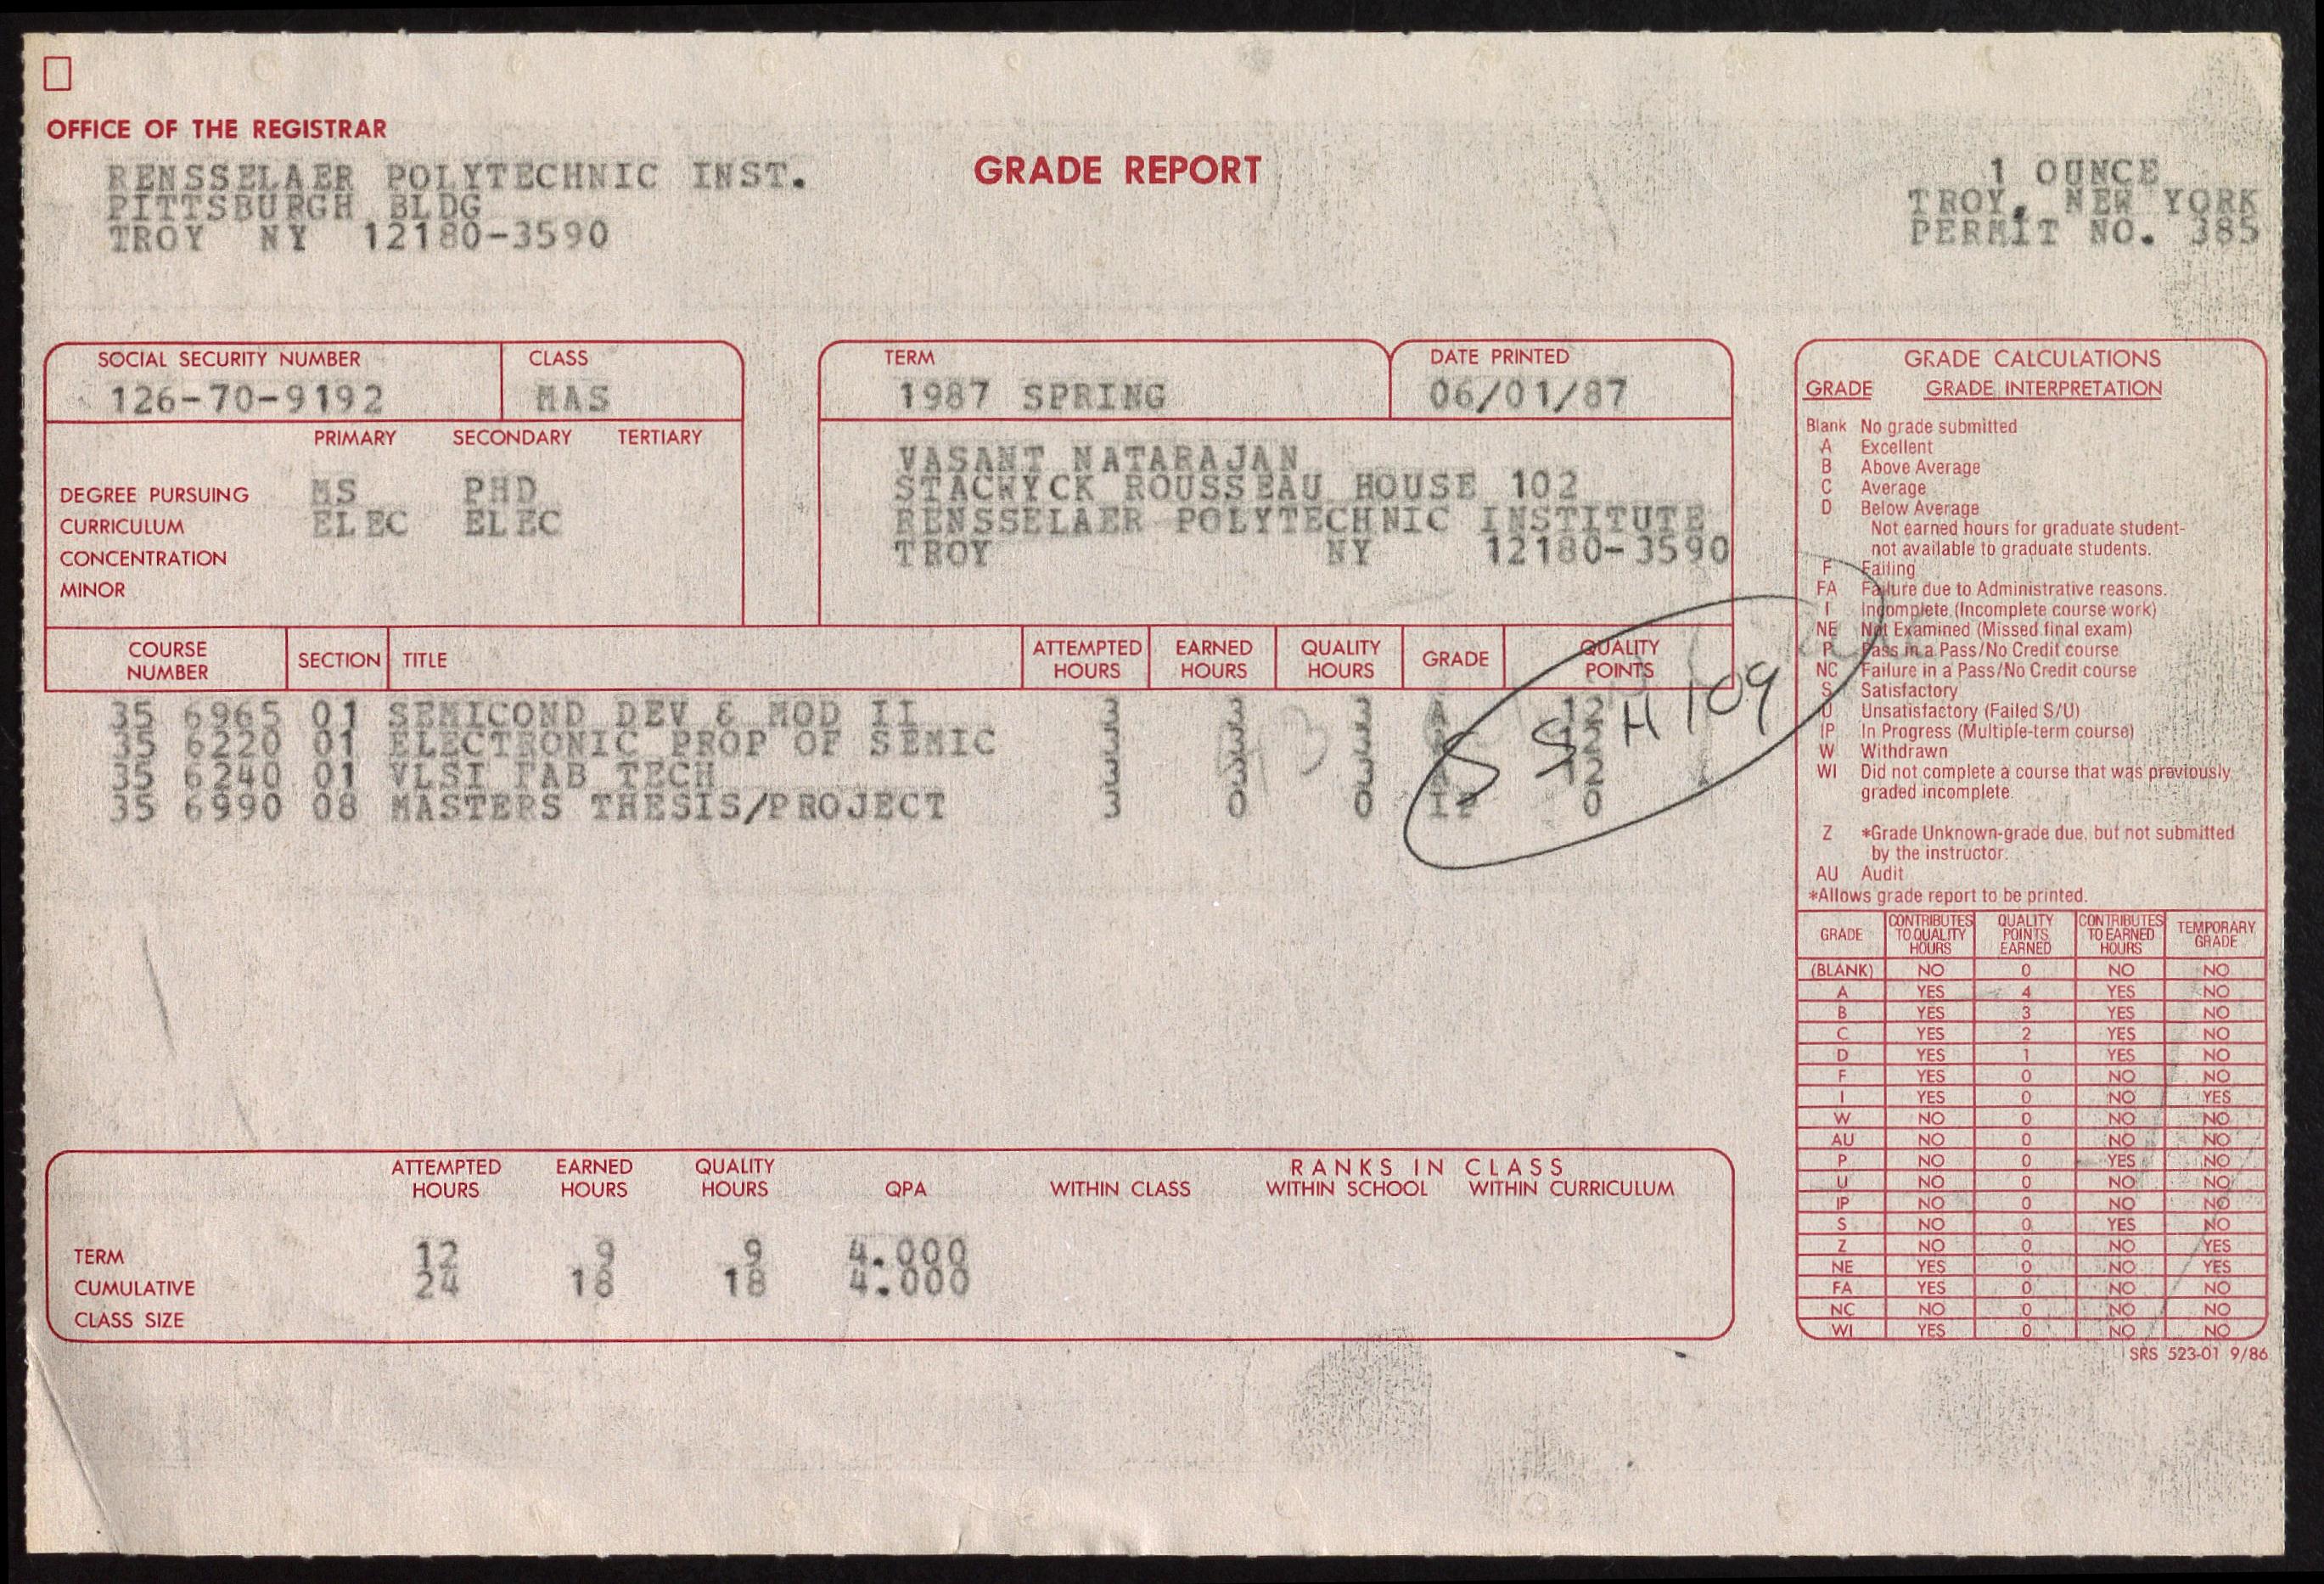 OFFICE OF THE REGISTRAR
RENSSELAER POLYTECHNIC INST.
PITTSBURGH BLDG
TROY NY 12180-3590
GRADE REPORT
1 OUNCE
TROY, NEW YORK
PERMIT NO. 385
SOCIAL SECURITY NUMBER CLASS
126-70-9192 MAS
PRIMARY SECONDARY TERTIARY
DEGREE PURSUING MS PHD
CURRICULUM ELEC ELEC
CONCENTRATION
MINOR
TERM DATE PRINTED
1987 SPRING 06/01/87
VASANT NATARAJAN
STACWYCK ROUSSEAU HOUSE 102
RENSSELAER POLYTECHNIC INSTITUTE
TROY NY 12180-3590
COURSE NUMBER SECTION TITLE ATTEMPTED HOURS EARNED HOURS QUALITY HOURS GRADE QUALITY POINTS
35 6965 01 SEMICOND DEV & MOD II 3 3 3 A 12
35 6220 01 ELECTRONIC PROP OF SEMIC 3 3 3 A 12
35 6240 01 VLSI FAB TECH 3 3 3 A 12
35 6990 08 MASTERS THESIS/PROJECT 3 0 0 IP 0
SS H109
ATTEMPTED HOURS EARNED HOURS QUALITY HOURS QPA WITHIN CLASS RANKS IN CLASS WITHIN SCHOOL WITHIN CURRICULUM
TERM 12 9 9 4.000
CUMULATIVE 24 18 18 4.000
CLASS SIZE
GRADE CALCULATIONS
GRADE GRADE INTERPRETATION
Blank No grade submitted
A Excellent
B Above Average
C Average
D Below Average
Not earned hours for graduate student-
not available to graduate students.
F Failing
FA Failure due to Administrative reasons.
I Incomplete (Incomplete course work)
NE Not Examined (Missed final exam)
P Pass in a Pass/No Credit course
NC Failure in a Pass/No Credit course
S Satisfactory
U Unsatisfactory (Failed S/U)
IP In Progress (Multiple-term course)
W Withdrawn
WI Did not complete a course that was previously
graded incomplete.
Z *Grade Unknown-grade due, but not submitted
by the instructor.
AU Audit
*Allows grade report to be printed.
GRADE CONTRIBUTES TO QUALITY HOURS QUALITY POINTS EARNED CONTRIBUTES TO EARNED HOURS TEMPORARY GRADE
(BLANK) NO 0 NO NO
A YES 4 YES NO
B YES 3 YES NO
C YES 2 YES NO
D YES 1 YES NO
F YES 0 NO NO
I YES 0 NO YES
W NO 0 NO NO
AU NO 0 NO NO
P NO 0 YES NO
U NO 0 NO NO
IP NO 0 NO NO
S NO 0 YES NO
Z NO 0 NO YES
NE YES 0 NO YES
FA YES 0 NO NO
NC NO 0 NO NO
WI YES 0 NO NO
SRS 523-01 9/86